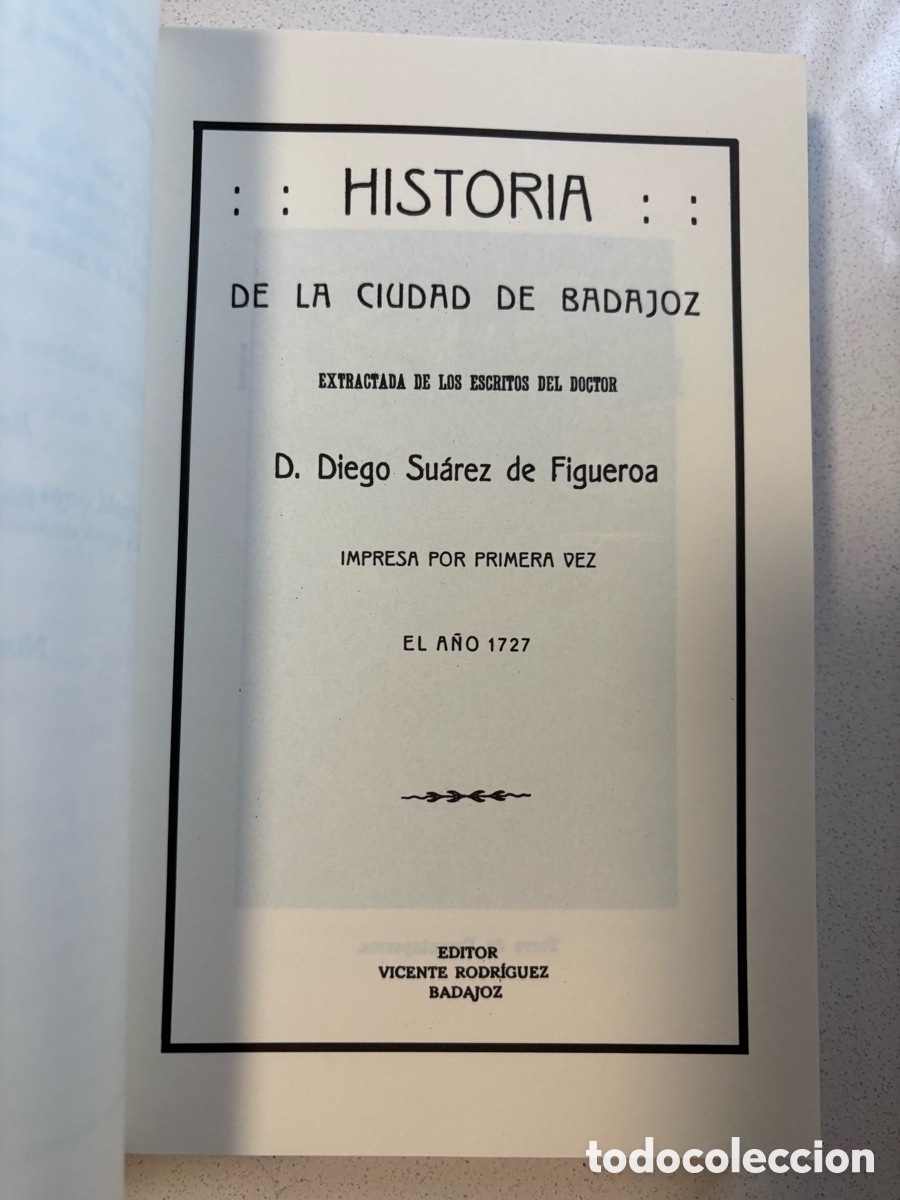 : : HISTORIA : :
DE LA CIUDAD DE BADAJOZ
EXTRACTADA DE LOS ESCRITOS DEL DOCTOR
D. Diego Suárez de Figueroa
IMPRESA POR PRIMERA VEZ
EL AÑO 1727
EDITOR
VICENTE RODRÍGUEZ
BADAJOZ
todocoleccion